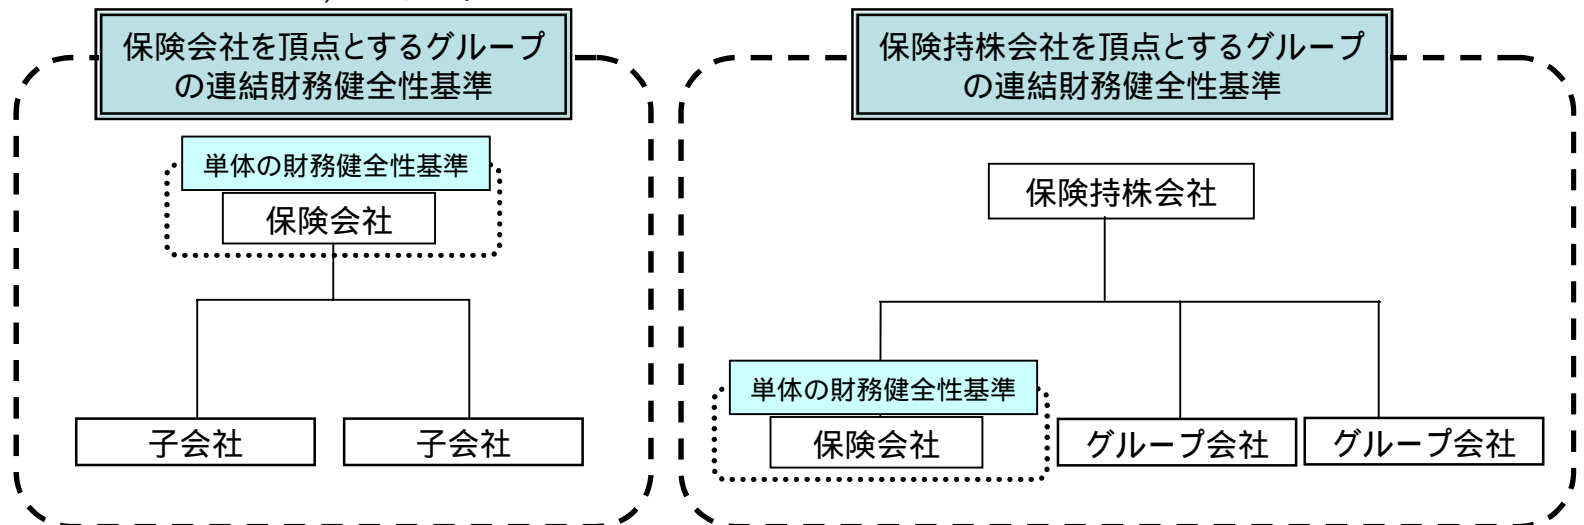 保険会社を頂点とするグループ
の連結財務健全性基準
単体の財務健全性基準
保険会社
子会社
子会社
保険持株会社を頂点とするグループ
の連結財務健全性基準
保険持株会社
単体の財務健全性基準
保険会社
グループ会社
グループ会社